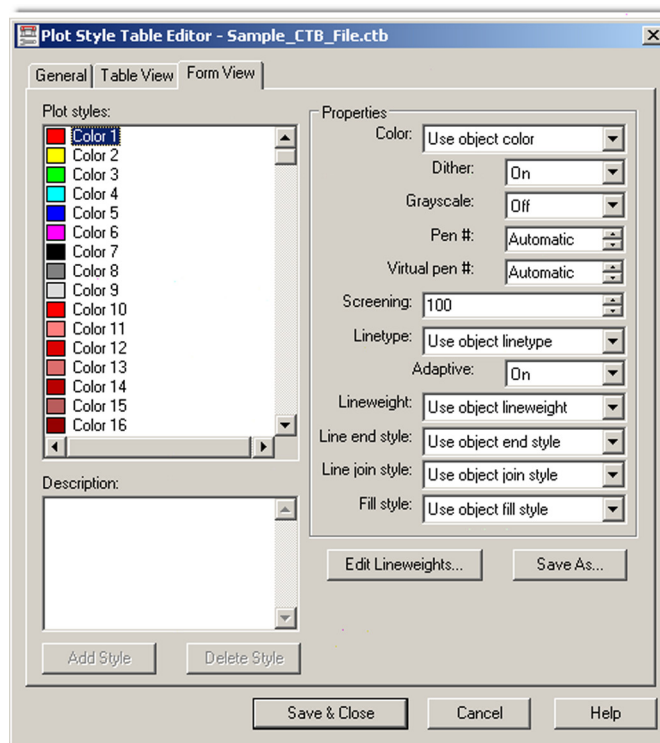 Plot Style Table Editor - Sample_CTB_File.ctb
General Table View Form View
Plot styles:
Color 1
Color 2
Color 3
Color 4
Color 5
Color 6
Color 7
Color 8
Color 9
Color 10
Color 11
Color 12
Color 13
Color 14
Color 15
Color 16
Description:
Add Style Delete Style
Properties
Color: Use object color
Dither: On
Grayscale: Off
Pen #: Automatic
Virtual pen #: Automatic
Screening: 100
Linetype: Use object linetype
Adaptive: On
Lineweight: Use object lineweight
Line end style: Use object end style
Line join style: Use object join style
Fill style: Use object fill style
Edit Lineweights... Save As...
Save & Close Cancel Help